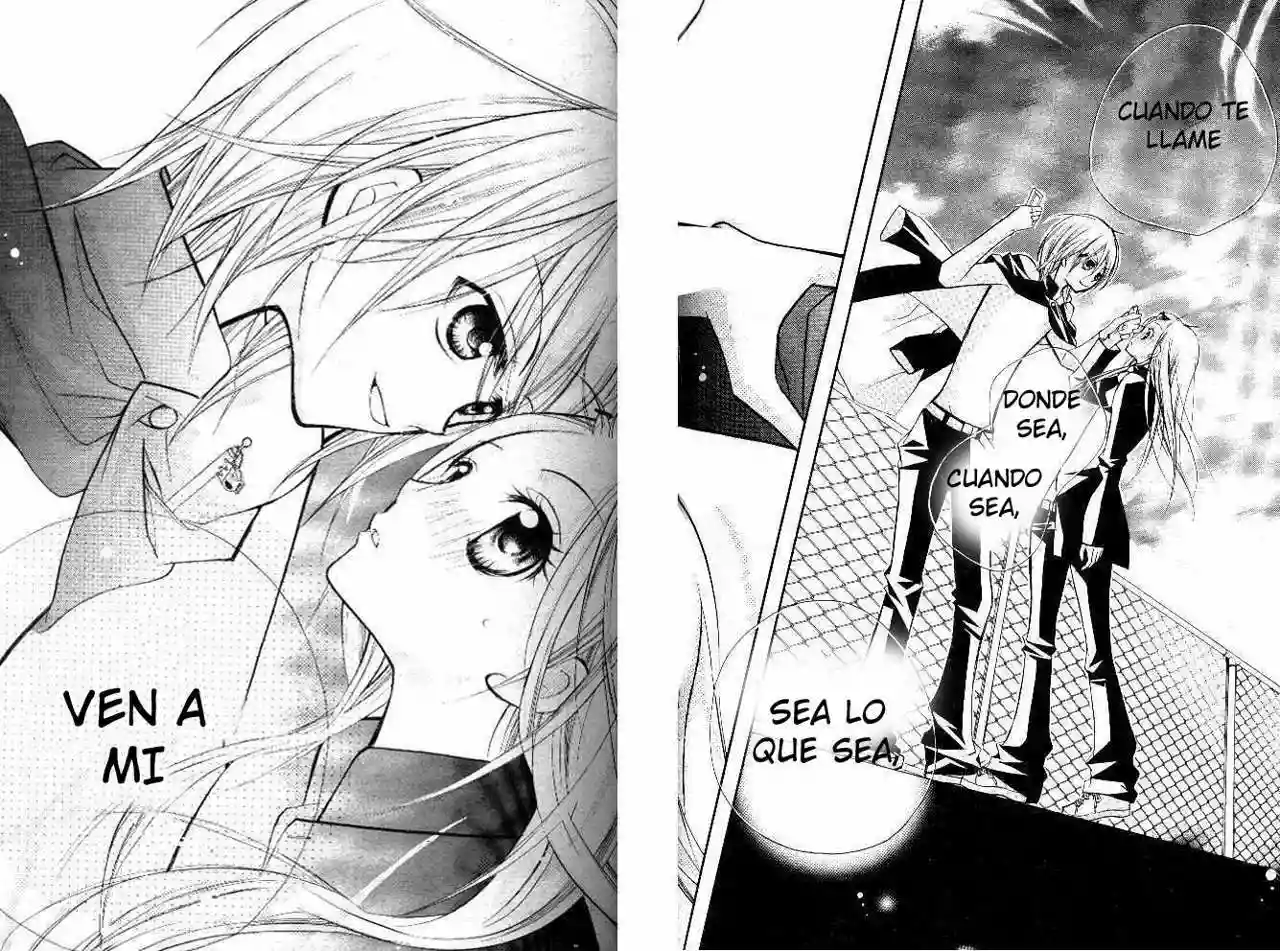 CUANDO TE
LLAME
DONDE
SEA,
CUANDO
SEA,
SEA LO
QUE SEA,
VEN A
MI